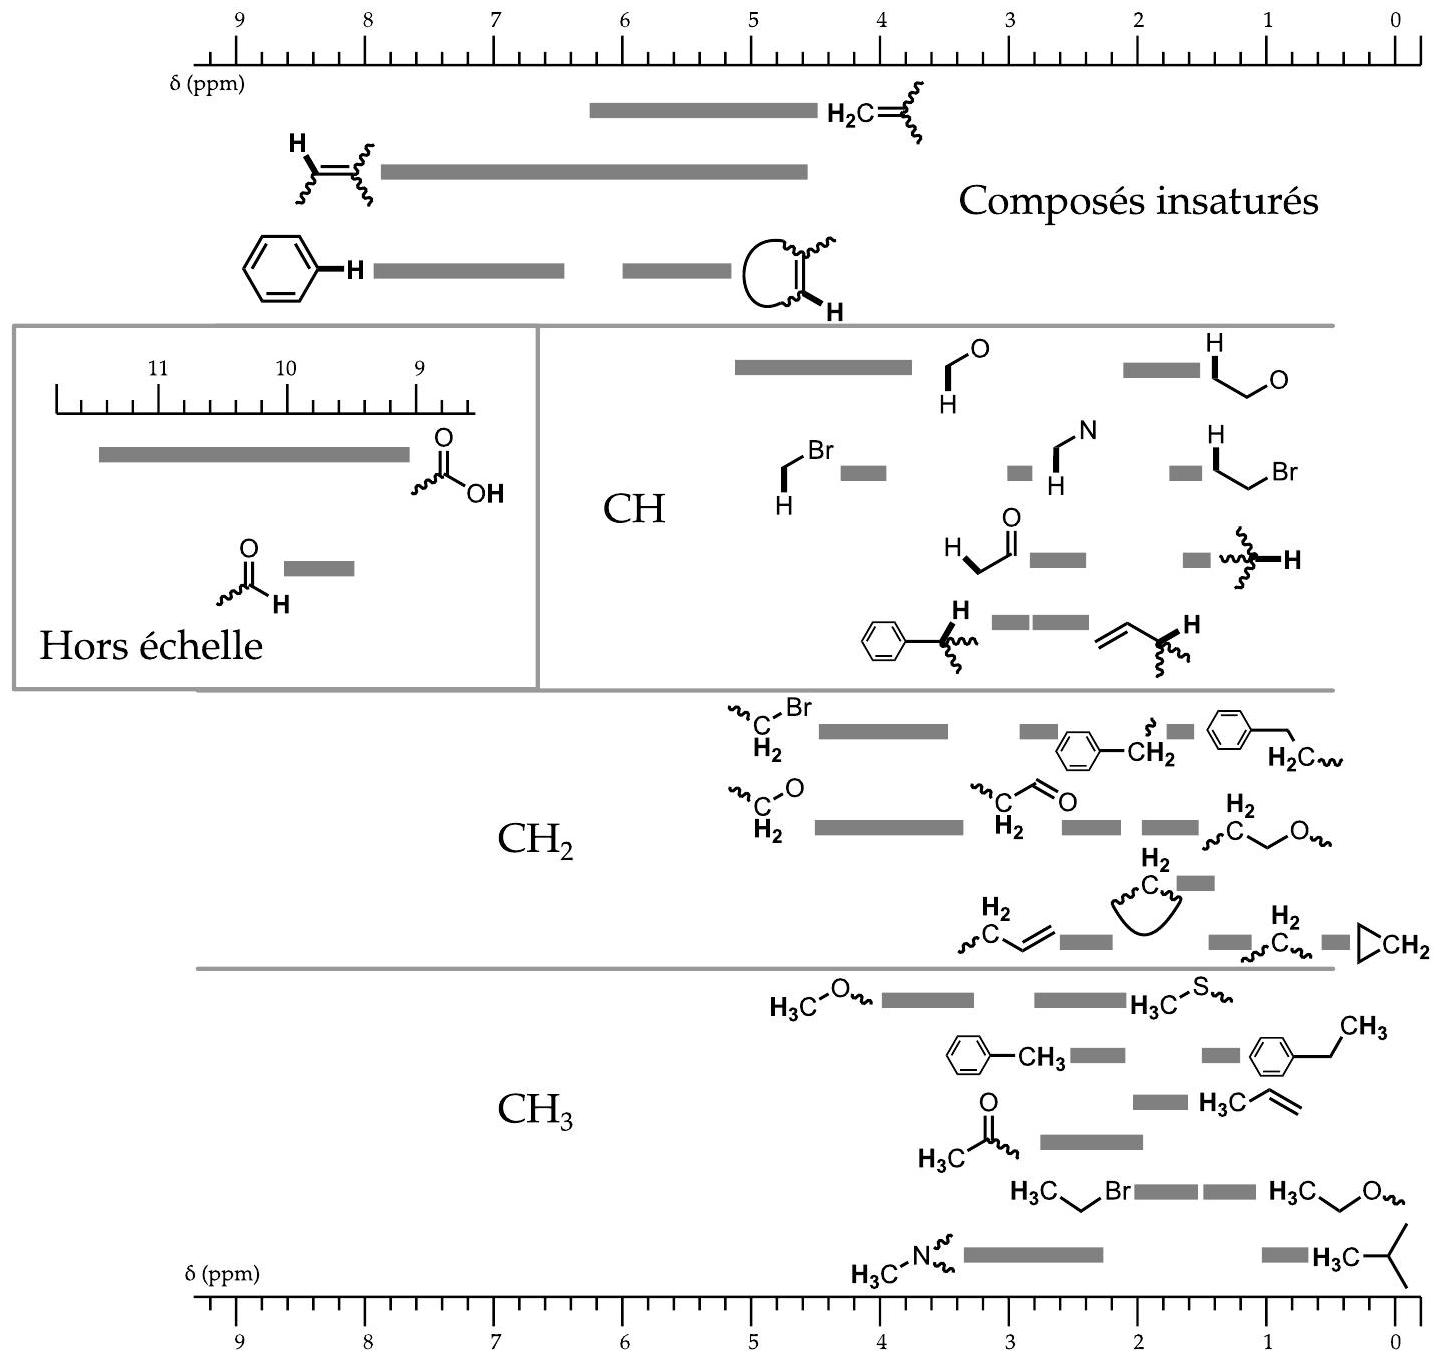 9 8 7 6 5 4 3 2 1 0
δ (ppm)
H₂C
H
Composés insaturés
H
H
11 10 9
O
OH
O
H
Hors échelle
CH
O
H
H
O
Br
H
N
H
H
Br
O
H
H
H
H
CH₂
Br
C
H₂
CH₂
H₂C
O
C
H₂
C
O
H₂
H₂
C
O
H₂
C
H₂
C
H₂
C
CH₂
CH₃
H₃C
O
H₃C
S
CH₃
CH₃
H₃C
O
H₃C
H₃C
Br
H₃C
O
H₃C
N
H₃C
δ (ppm)
9 8 7 6 5 4 3 2 1 0